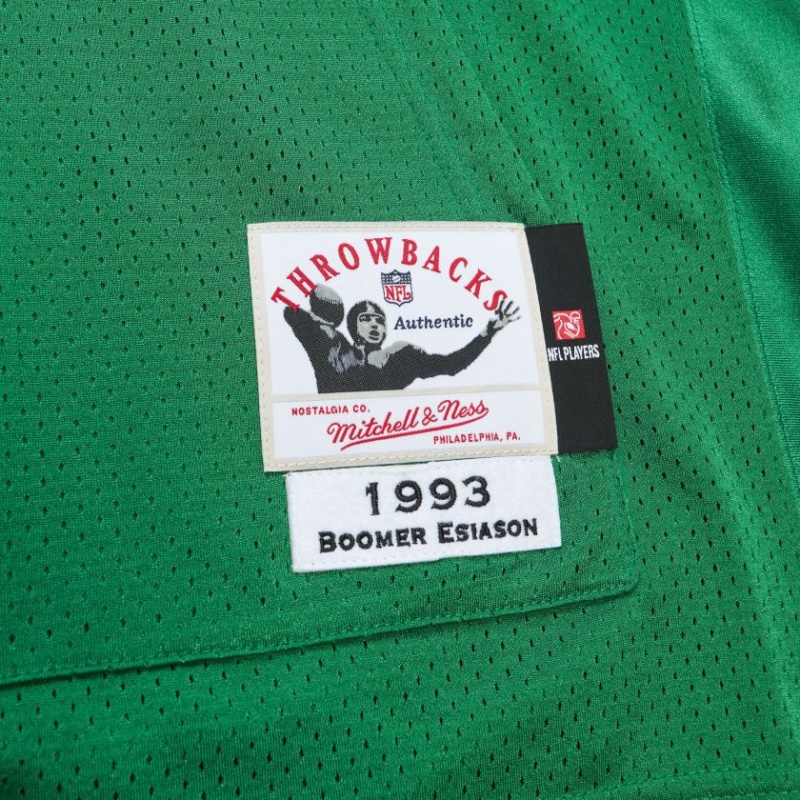 THROWBACKS
NFL
Authentic
NFL PLAYERS
NOSTALGIA CO.
Mitchell & Ness
PHILADELPHIA, PA.
1993
BOOMER ESIASON